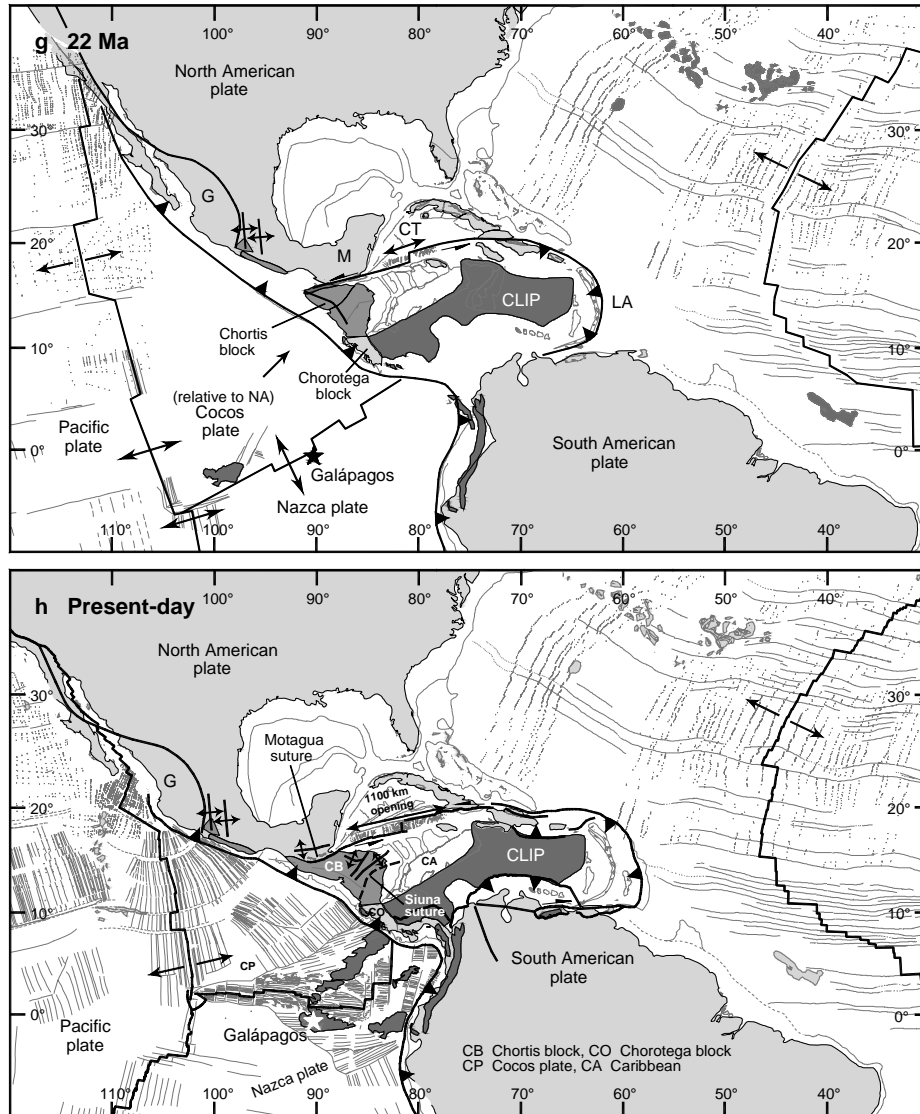 g 22 Ma
100°
90°
80°
70°
60°
50°
40°
North American
plate
30°
30°
G
20°
M
CT
20°
CLIP
LA
Chortis
block
10°
Chorotega
block
10°
(relative to NA)
Cocos
plate
Pacific
plate
0°
Galápagos
South American
plate
0°
Nazca plate
110°
100°
90°
80°
70°
60°
50°
40°
h Present-day
100°
90°
80°
70°
60°
50°
40°
North American
plate
30°
30°
Motagua
suture
G
20°
1100 km
opening
20°
CB
CA
CLIP
Siuna
suture
10°
CO
10°
CP
South American
plate
Pacific
plate
0°
Galápagos
0°
CB Chortis block, CO Chorotega block
CP Cocos plate, CA Caribbean
Nazca plate
110°
100°
90°
80°
70°
60°
50°
40°